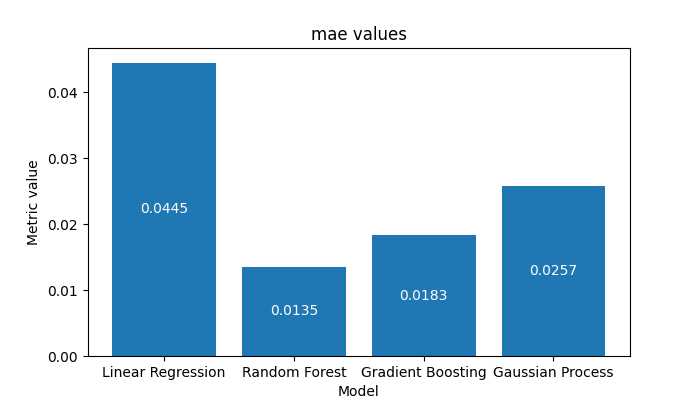 mae values
Metric value
0.04
0.03
0.02
0.01
0.00
0.0445
0.0135
0.0183
0.0257
Linear Regression
Random Forest
Gradient Boosting
Gaussian Process
Model